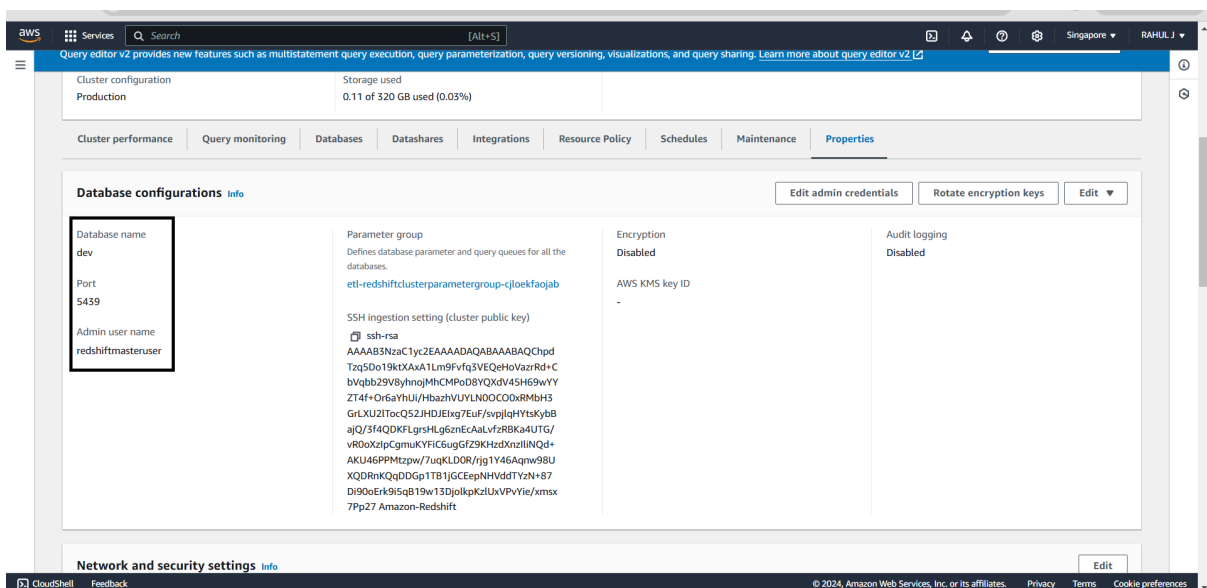 aws
Services
Search
[Alt+S]
Singapore
RAHUL J
Query editor v2 provides new features such as multistatement query execution, query parameterization, query versioning, visualizations, and query sharing. Learn more about query editor v2
Cluster configuration
Production
Storage used
0.11 of 320 GB used (0.03%)
Cluster performance
Query monitoring
Databases
Datashares
Integrations
Resource Policy
Schedules
Maintenance
Properties
Database configurations Info
Edit admin credentials
Rotate encryption keys
Edit
Database name
dev
Port
5439
Admin user name
redshiftmasteruser
Parameter group
Defines database parameter and query queues for all the
databases.
etl-redshiftclusterparametergroup-cjloekfaojab
SSH ingestion setting (cluster public key)
ssh-rsa
AAAAB3NzaC1yc2EAAAADAQABAAABAQChpd
Tzq5Do19ktXAxA1Lm9Fvfq3VEQeHoVazrRd+C
bVqbb29V8yhnojMhCMPoD8YQXdV45H69wYY
ZT4f+Or6aYhUi/HbazhVUYLN0OCO0xRMbH3
GrLXU2lTocQ52JHDJEIxg7EuF/svpjlqHYtsKybB
ajQ/3f4QDKFLgrsHLg6znEcAaLvfzRBKa4UTG/
vR0oXzIpCgmuKYFiC6ugGfZ9KHzdXnzIliNQd+
AKU46PPMtzpw/7uqKLD0R/rjg1Y46Aqnw98U
XQDRnKQqDDGp1TB1jGCEepNHVddTYzN+87
Di90oErk9i5qB19w13DjolkpKzlUxVPvYie/xmsx
7Pp27 Amazon-Redshift
Encryption
Disabled
AWS KMS key ID
-
Audit logging
Disabled
Network and security settings Info
Edit
CloudShell
Feedback
© 2024, Amazon Web Services, Inc. or its affiliates.
Privacy
Terms
Cookie preferences